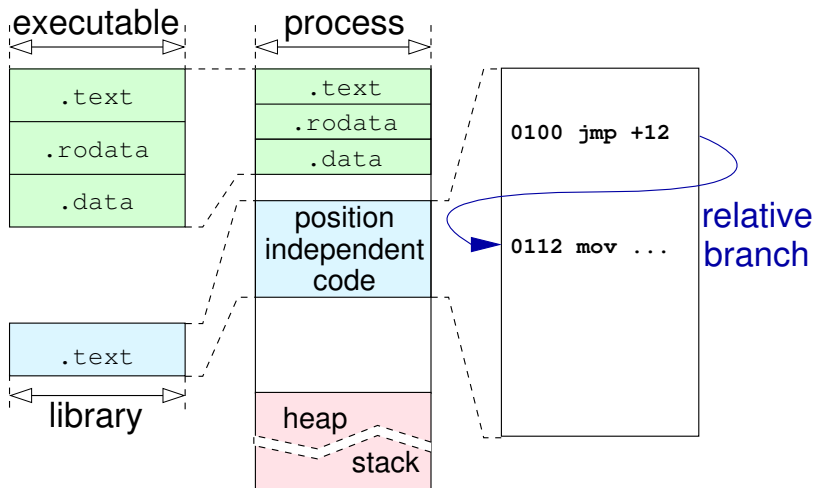 executable
.text
.rodata
.data
.text
library
process
.text
.rodata
.data
position
independent
code
heap
stack
0100 jmp +12
0112 mov ...
relative
branch